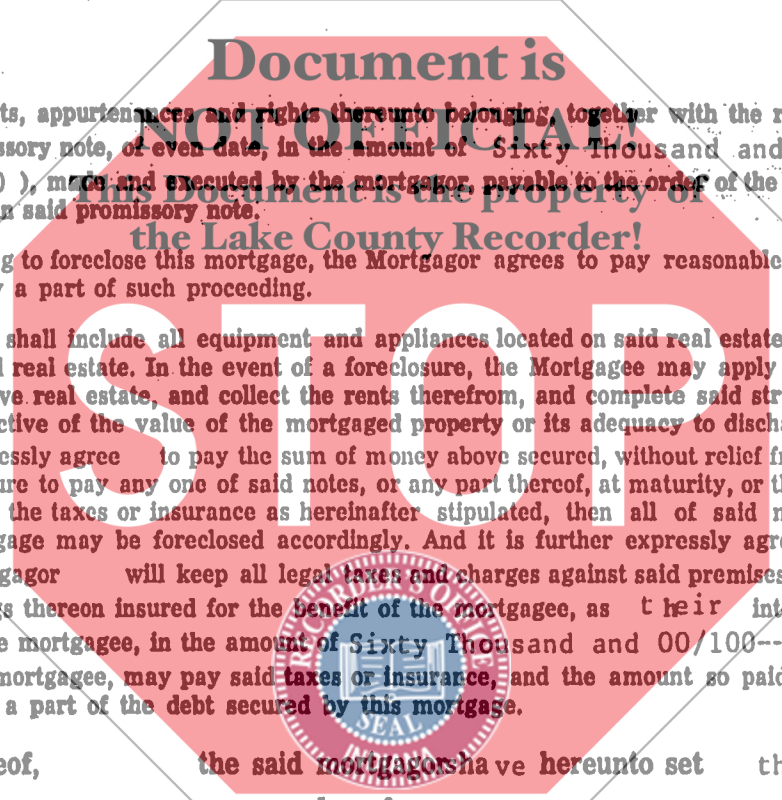 Document is
ts, appurtenances and rights thereunto belonging, together with the r
NOT OFFICIAL!
ssory note, of even date, in the amount of Sixty Thousand and
) ), made and executed by the mortgagor, payable to the order of the
This Document is the property of
n said promissory note.
the Lake County Recorder!
g to foreclose this mortgage, the Mortgagor agrees to pay reasonable
a part of such proceeding.
shall include all equipment and appliances located on said real estate
real estate. In the event of a foreclosure, the Mortgagee may apply
ve real estate, and collect the rents therefrom, and complete said str
ctive of the value of the mortgaged property or its adequacy to discha
essly agree to pay the sum of money above secured, without relief fr
ure to pay any one of said notes, or any part thereof, at maturity, or th
the taxes or insurance as hereinafter stipulated, then all of said n
gage may be foreclosed accordingly. And it is further expressly agre
gagor will keep all legal taxes and charges against said premises
s thereon insured for the benefit of the mortgagee, as their int
e mortgagee, in the amount of Sixty Thousand and 00/100--
mortgagee, may pay said taxes or insurance, and the amount so paid
a part of the debt secured by this mortgage.
eof, the said mortgagorsha ve hereunto set th
STOP
RECORDER'S OFFICE
SEAL
INDIANA